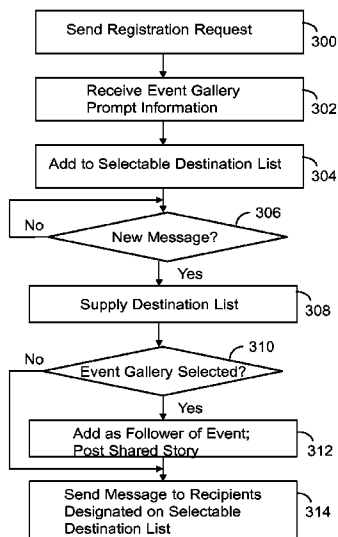 Send Registration Request
300
Receive Event Gallery
Prompt Information
302
Add to Selectable Destination List
304
No
306
New Message?
Yes
Supply Destination List
308
No
310
Event Gallery Selected?
Yes
Add as Follower of Event;
Post Shared Story
312
Send Message to Recipients
Designated on Selectable
Destination List
314